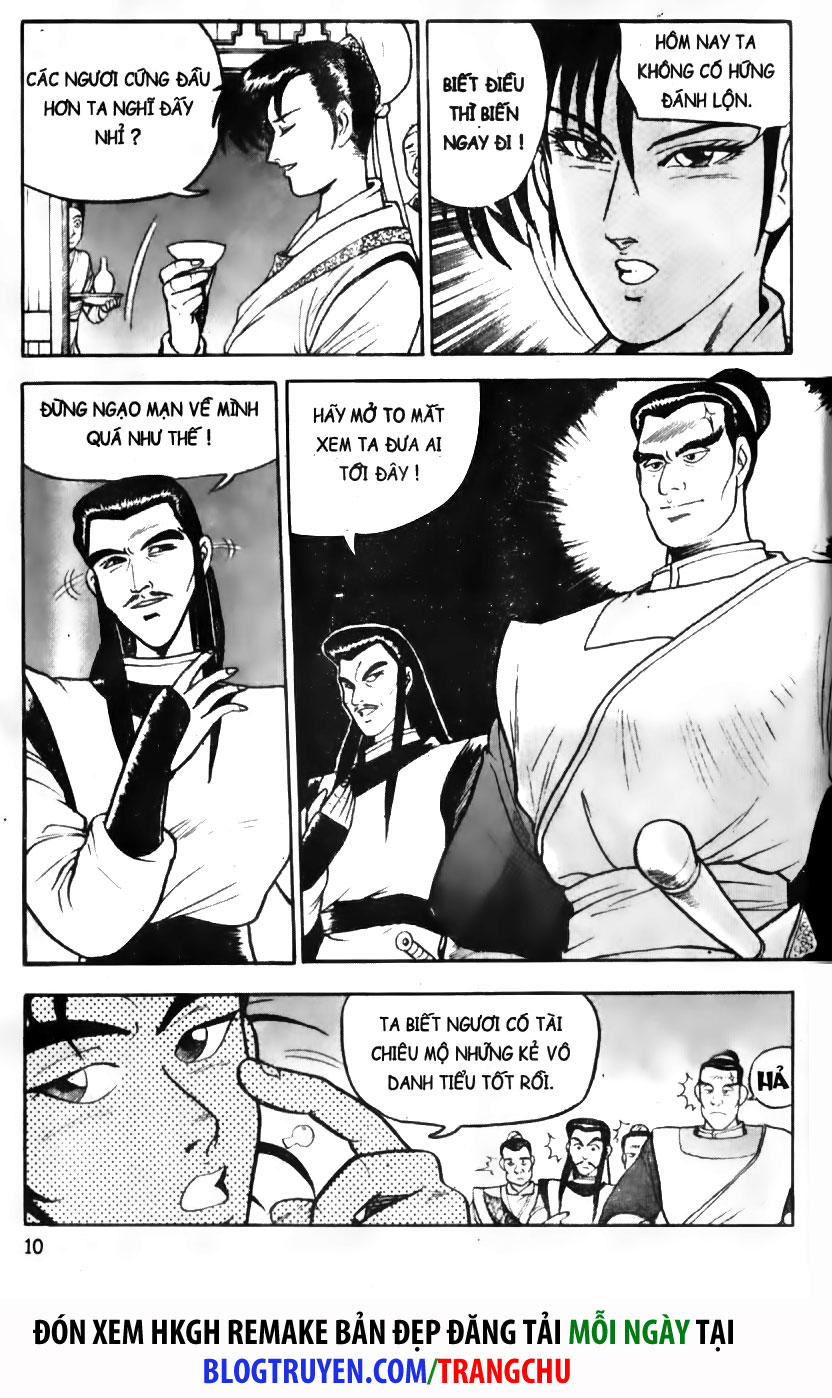 CÁC NGƯƠI CỨNG ĐẦU
HƠN TA NGHĨ ĐẤY
NHỈ ?
HÔM NAY TA
KHÔNG CÓ HỨNG
ĐÁNH LỘN.
BIẾT ĐIỀU
THÌ BIẾN
NGAY ĐI !
ĐỪNG NGẠO MẠN VỀ MÌNH
QUÁ NHƯ THẾ !
HÃY MỞ TO MẮT
XEM TA ĐƯA AI
TỚI ĐÂY !
TA BIẾT NGƯƠI CÓ TÀI
CHIÊU MỘ NHỮNG KẺ VÔ
DANH TIỂU TỐT RỒI.
HẢ
10
ĐÓN XEM HKGH REMAKE BẢN ĐẸP ĐĂNG TẢI MỖI NGÀY TẠI
BLOGTRUYEN.COM/TRANGCHU